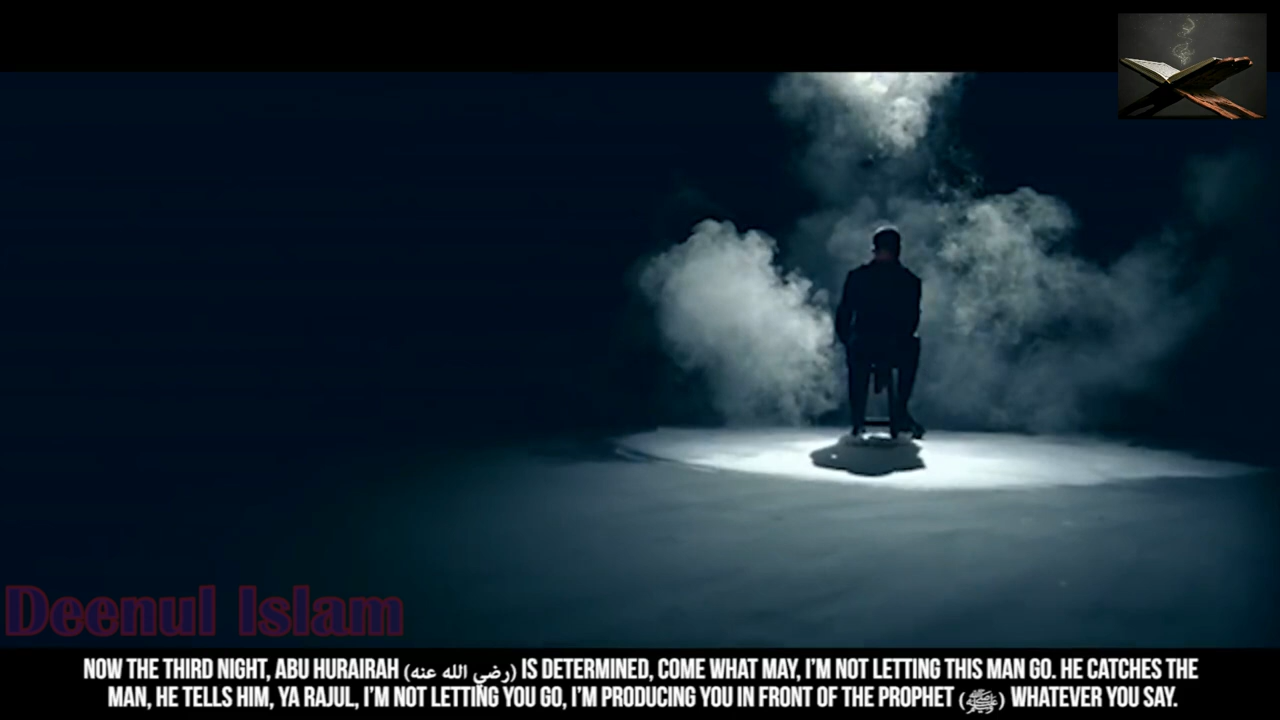 Deenul Islam
NOW THE THIRD NIGHT, ABU HURAIRAH (رضي الله عنه) IS DETERMINED, COME WHAT MAY, I'M NOT LETTING THIS MAN GO. HE CATCHES THE
MAN, HE TELLS HIM, YA RAJUL, I'M NOT LETTING YOU GO, I'M PRODUCING YOU IN FRONT OF THE PROPHET (ﷺ) WHATEVER YOU SAY.